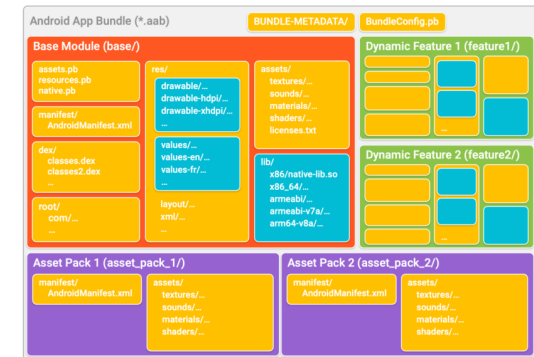 Android App Bundle (*.aab)
BUNDLE-METADATA/
BundleConfig.pb
Base Module (base/)
assets.pb
resources.pb
native.pb
manifest/
AndroidManifest.xml
dex/
classes.dex
classes2.dex
...
root/
com/...
...
res/
drawable/...
drawable-hdpi/...
drawable-xhdpi/...
...
values/...
values-en/...
values-fr/...
...
layout/...
xml/...
...
assets/
textures/...
sounds/...
materials/...
shaders/...
licenses.txt
lib/
x86/native-lib.so
x86_64/...
armeabi/...
armeabi-v7a/...
arm64-v8a/...
Dynamic Feature 1 (feature1/)
...
Dynamic Feature 2 (feature2/)
...
Asset Pack 1 (asset_pack_1/)
manifest/
AndroidManifest.xml
assets/
textures/...
sounds/...
materials/...
shaders/...
Asset Pack 2 (asset_pack_2/)
manifest/
AndroidManifest.xml
assets/
textures/...
sounds/...
materials/...
shaders/...